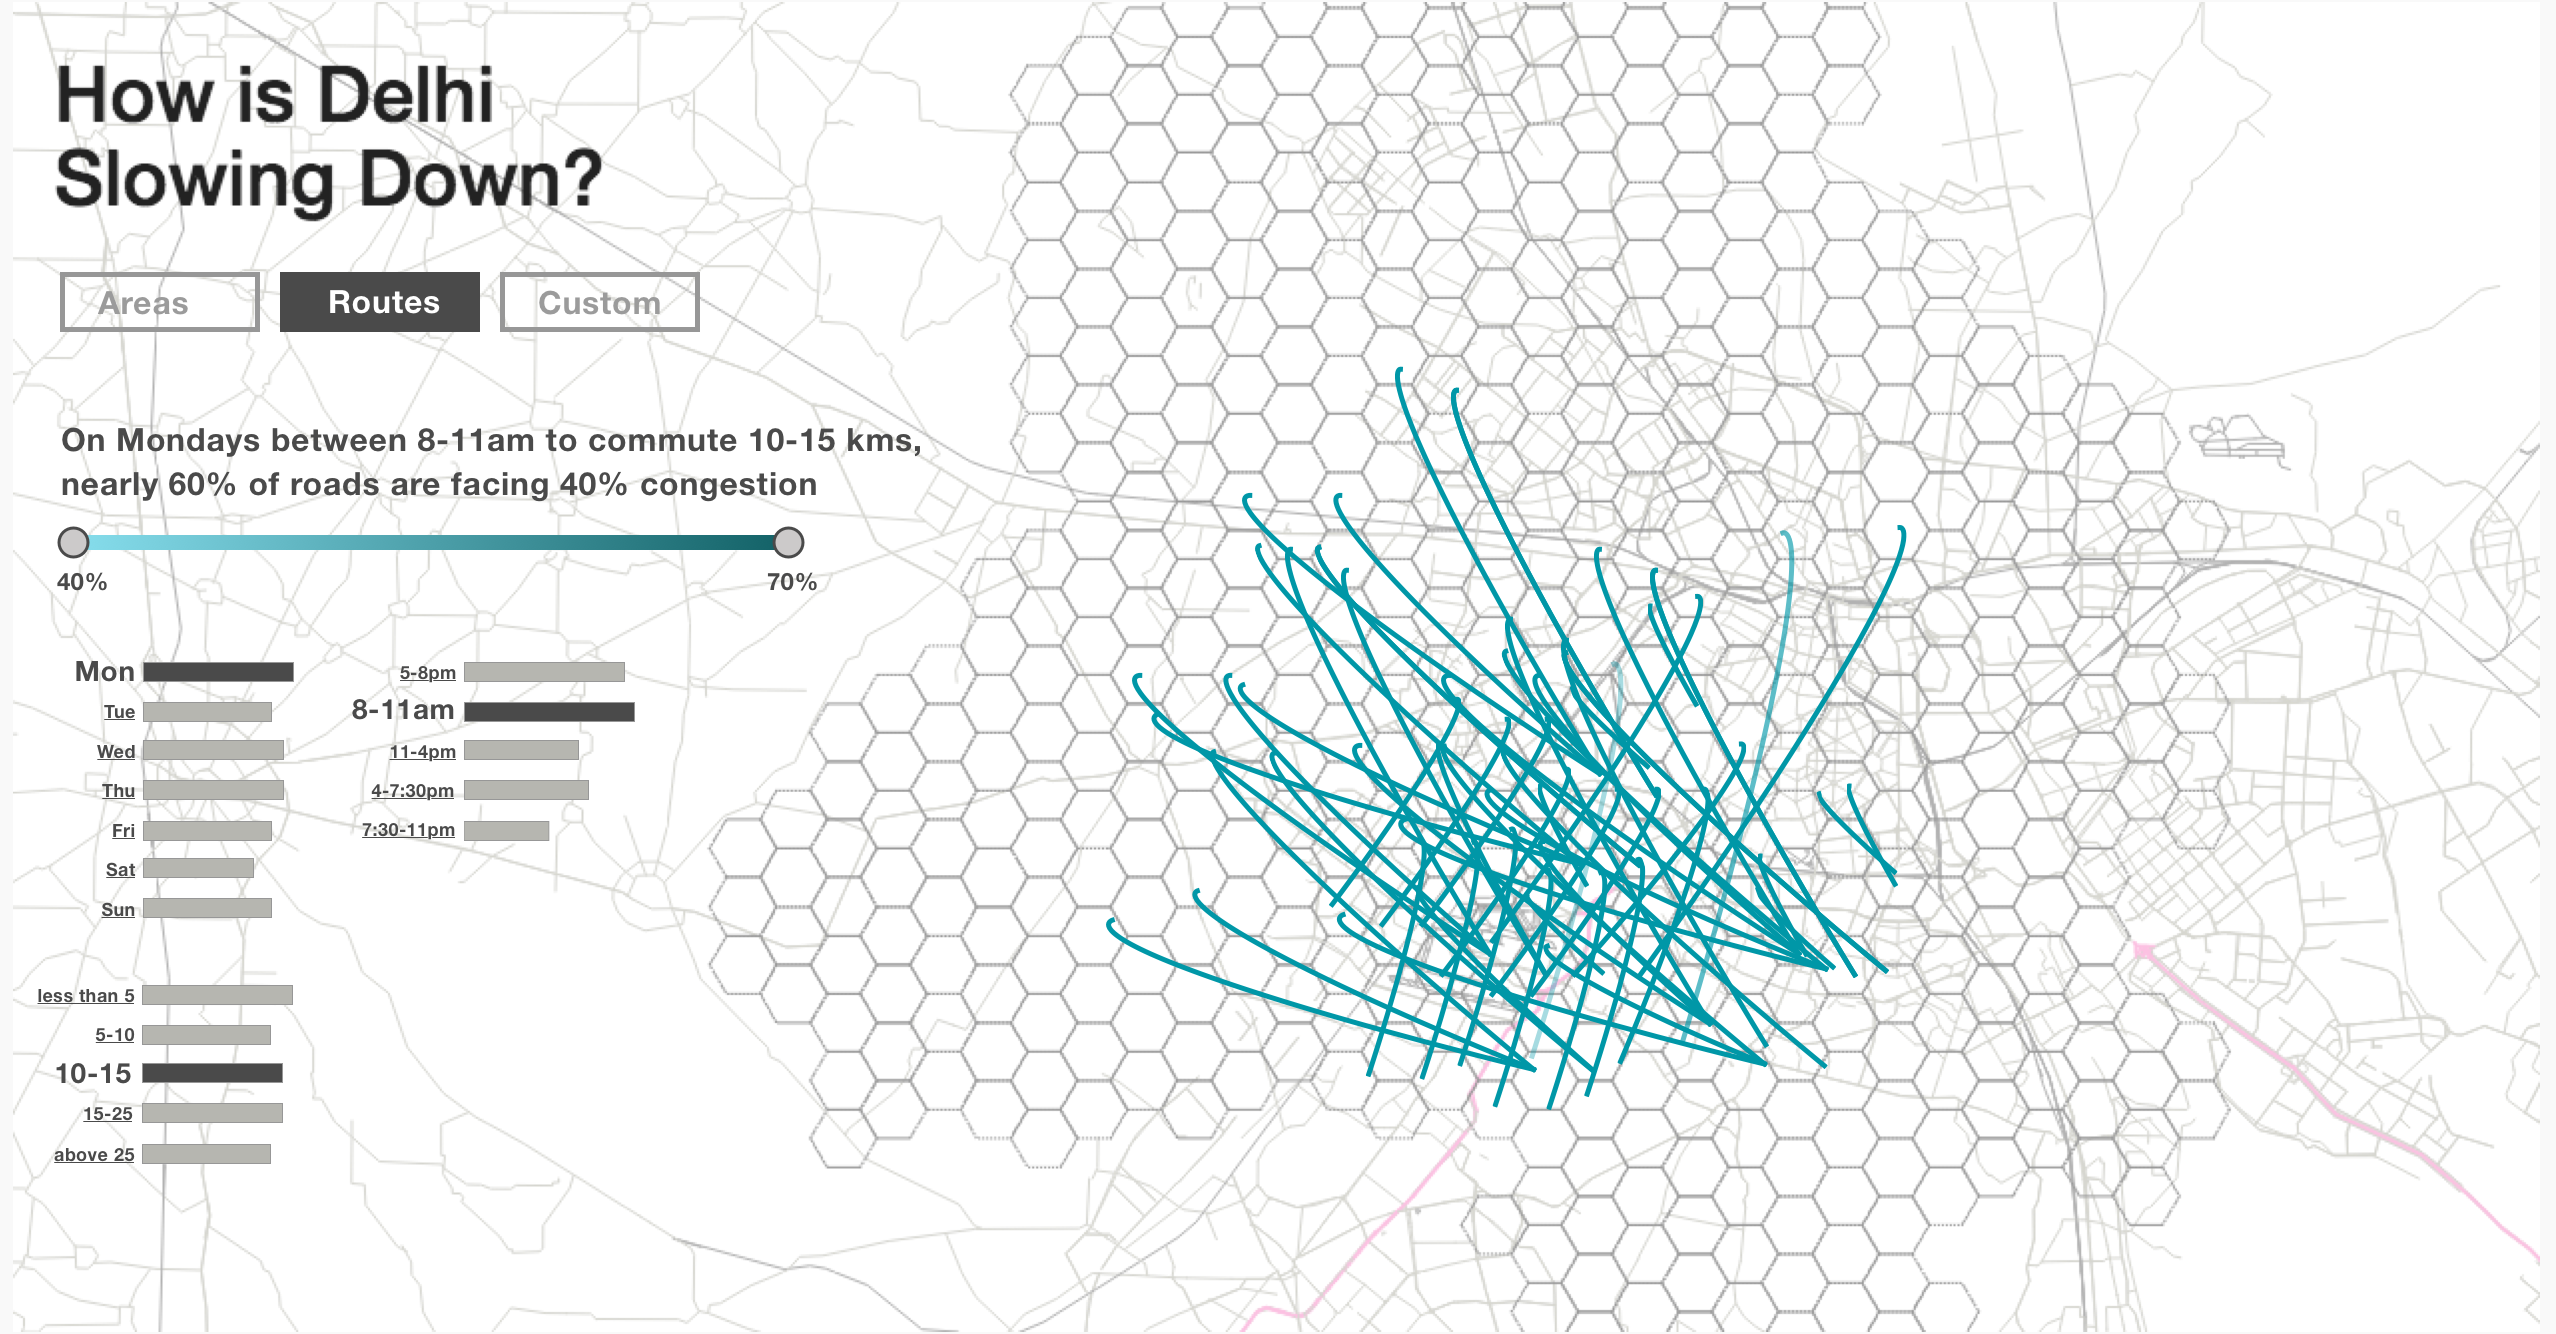 How is Delhi
Slowing Down?
Areas
Routes
Custom
On Mondays between 8-11am to commute 10-15 kms,
nearly 60% of roads are facing 40% congestion
40%
70%
Mon
Tue
Wed
Thu
Fri
Sat
Sun
5-8pm
8-11am
11-4pm
4-7:30pm
7:30-11pm
less than 5
5-10
10-15
15-25
above 25